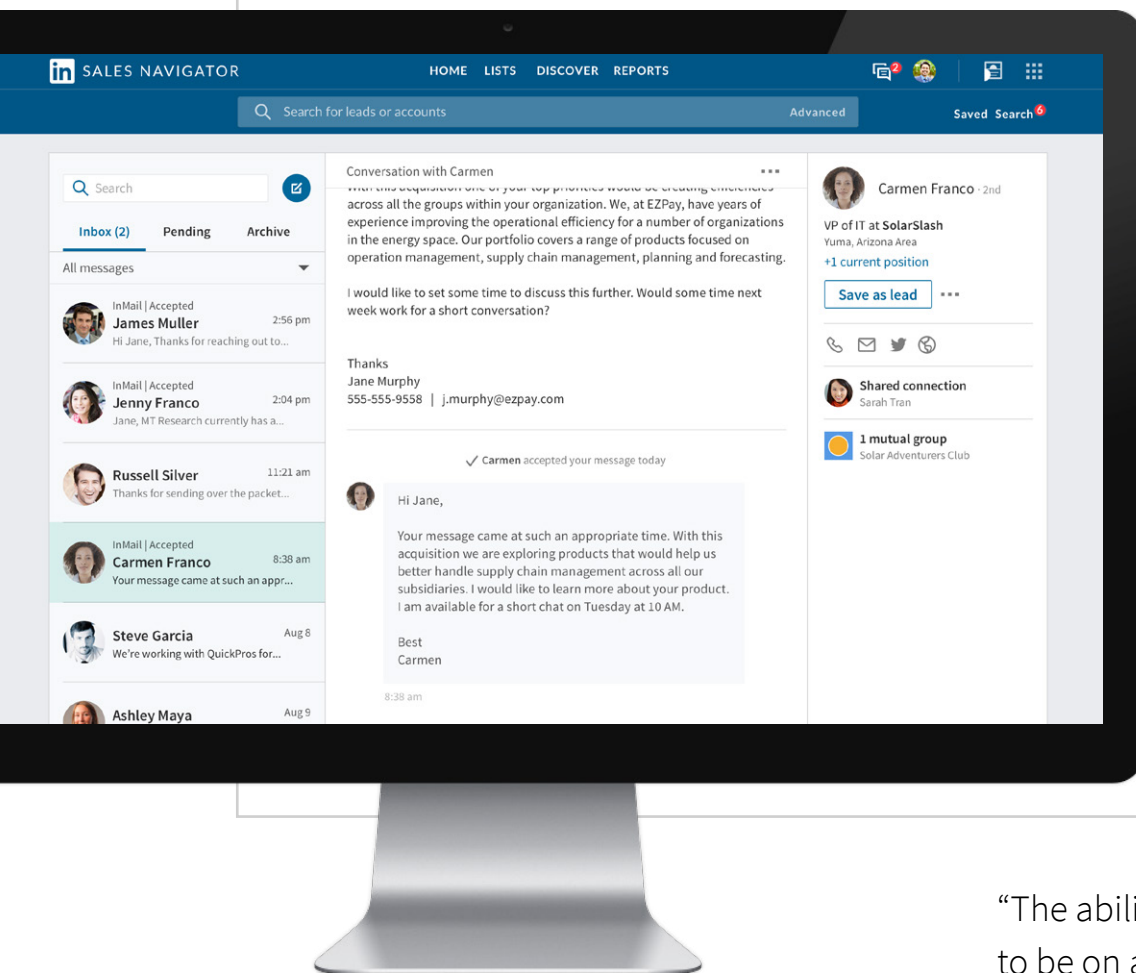 in SALES NAVIGATOR
HOME LISTS DISCOVER REPORTS
2
Search for leads or accounts
Advanced
Saved Search 6
Search
Inbox (2) Pending Archive
All messages
InMail | Accepted
James Muller 2:56 pm
Hi Jane, Thanks for reaching out to...
InMail | Accepted
Jenny Franco 2:04 pm
Jane, MT Research currently has a...
Russell Silver 11:21 am
Thanks for sending over the packet...
InMail | Accepted
Carmen Franco 8:38 am
Your message came at such an appr...
Steve Garcia Aug 8
We're working with QuickPros for...
Ashley Maya Aug 9
Conversation with Carmen
With this acquisition one of your top priorities would be creating efficiencies
across all the groups within your organization. We, at EZPay, have years of
experience improving the operational efficiency for a number of organizations
in the energy space. Our portfolio covers a range of products focused on
operation management, supply chain management, planning and forecasting.
I would like to set some time to discuss this further. Would some time next
week work for a short conversation?
Thanks
Jane Murphy
555-555-9558 | j.murphy@ezpay.com
Carmen accepted your message today
Hi Jane,
Your message came at such an appropriate time. With this
acquisition we are exploring products that would help us
better handle supply chain management across all our
subsidiaries. I would like to learn more about your product.
I am available for a short chat on Tuesday at 10 AM.
Best
Carmen
8:38 am
Carmen Franco · 2nd
VP of IT at SolarSlash
Yuma, Arizona Area
+1 current position
Save as lead
Shared connection
Sarah Tran
1 mutual group
Solar Adventurers Club
“The abili
to be on a